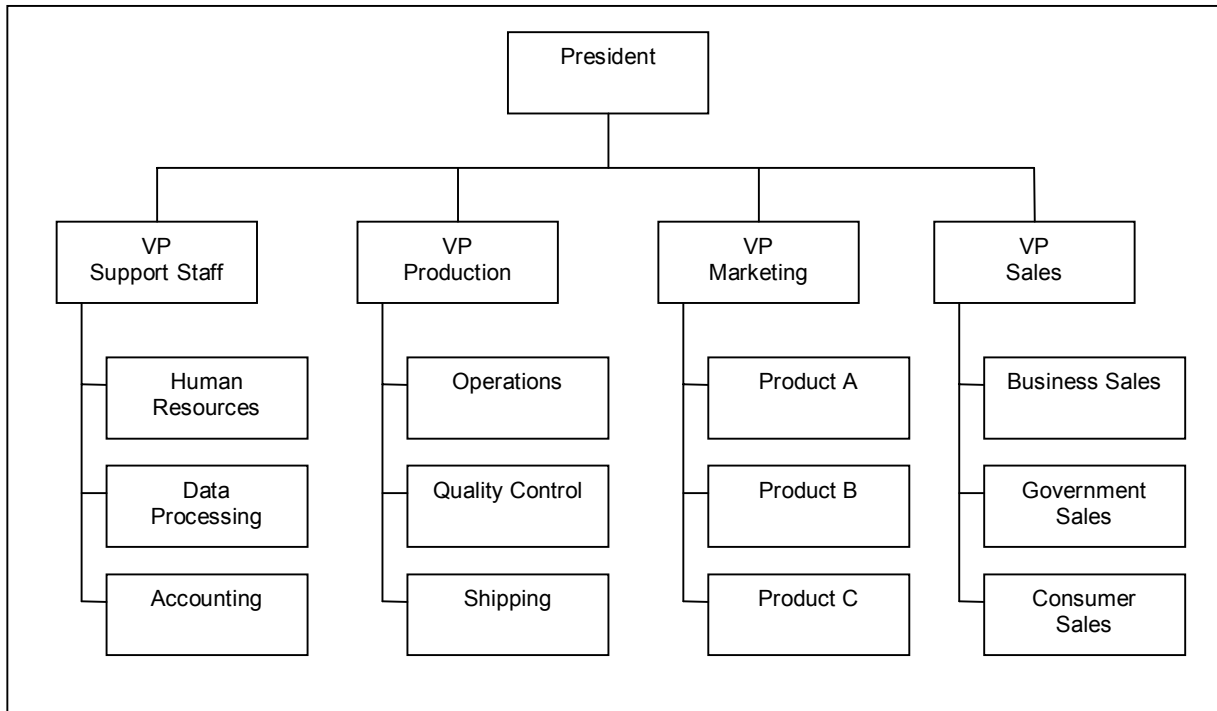 President
VP
Support Staff
VP
Production
VP
Marketing
VP
Sales
Human
Resources
Operations
Product A
Business Sales
Data
Processing
Quality Control
Product B
Government
Sales
Accounting
Shipping
Product C
Consumer
Sales